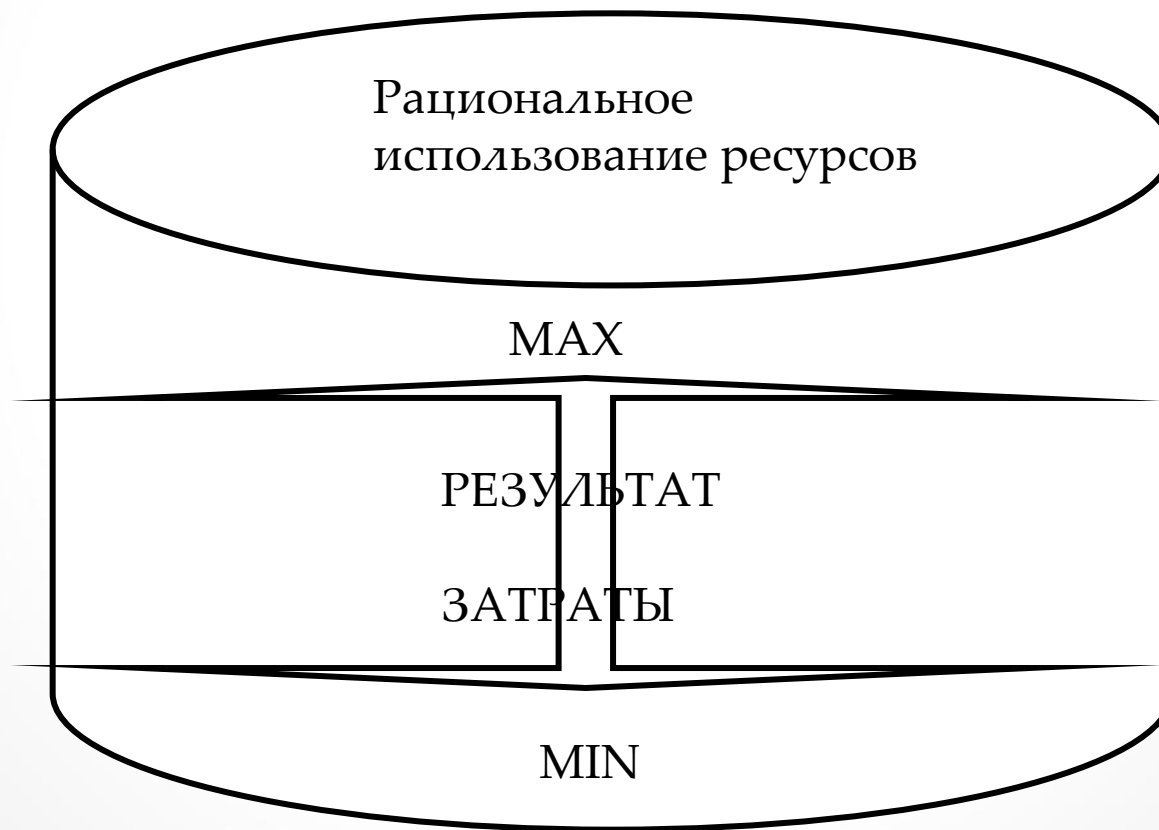 Рациональное
использование ресурсов
MAX
РЕЗУЛЬТАТ
ЗАТРАТЫ
MIN